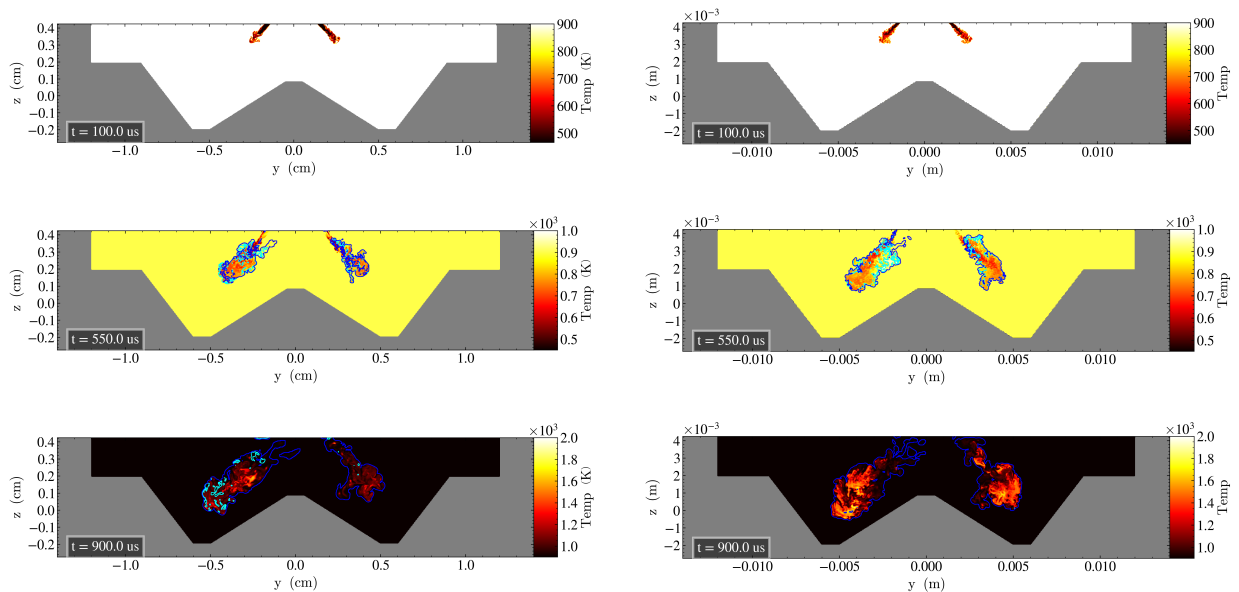 0.4
0.3
0.2
0.1
0.0
−0.1
−0.2
z (cm)
t = 100.0 us
−1.0 −0.5 0.0 0.5 1.0
y (cm)
900
800
700
600
500
Temp (K)
×10⁻³
4
3
2
1
0
−1
−2
z (m)
t = 100.0 us
−0.010 −0.005 0.000 0.005 0.010
y (m)
900
800
700
600
500
Temp
0.4
0.3
0.2
0.1
0.0
−0.1
−0.2
z (cm)
t = 550.0 us
−1.0 −0.5 0.0 0.5 1.0
y (cm)
×10³
1.0
0.9
0.8
0.7
0.6
0.5
Temp (K)
×10⁻³
4
3
2
1
0
−1
−2
z (m)
t = 550.0 us
−0.010 −0.005 0.000 0.005 0.010
y (m)
×10³
1.0
0.9
0.8
0.7
0.6
0.5
Temp
0.4
0.3
0.2
0.1
0.0
−0.1
−0.2
z (cm)
t = 900.0 us
−1.0 −0.5 0.0 0.5 1.0
y (cm)
×10³
2.0
1.8
1.6
1.4
1.2
1.0
Temp (K)
×10⁻³
4
3
2
1
0
−1
−2
z (m)
t = 900.0 us
−0.010 −0.005 0.000 0.005 0.010
y (m)
×10³
2.0
1.8
1.6
1.4
1.2
1.0
Temp